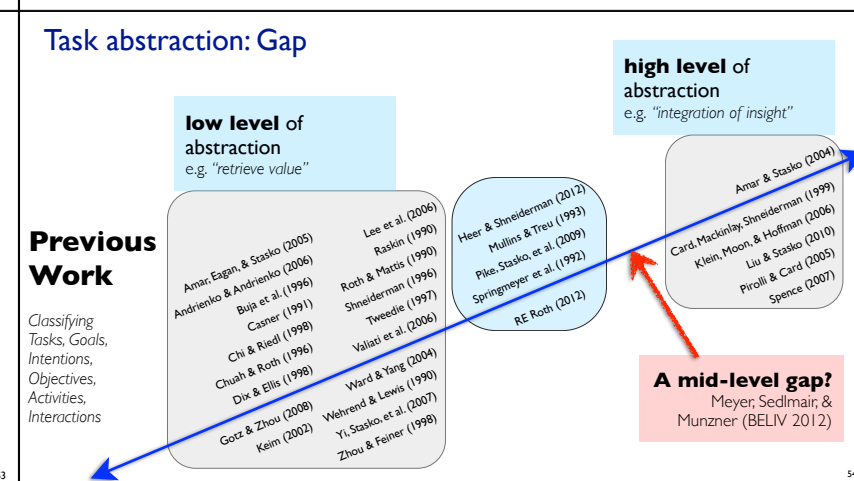 Task abstraction: Gap
high level of
abstraction
e.g. “integration of insight”
low level of
abstraction
e.g. “retrieve value”
Previous
Work
Classifying
Tasks, Goals,
Intentions,
Objectives,
Activities,
Interactions
Amar, Eagan, & Stasko (2005)
Andrienko & Andrienko (2006)
Buja et al. (1996)
Casner (1991)
Chi & Riedl (1998)
Chuah & Roth (1996)
Dix & Ellis (1998)
Gotz & Zhou (2008)
Keim (2002)
Lee et al. (2006)
Raskin (1990)
Roth & Mattis (1990)
Shneiderman (1996)
Tweedie (1997)
Valiati et al. (2006)
Ward & Yang (2004)
Wehrend & Lewis (1990)
Yi, Stasko, et al. (2007)
Zhou & Feiner (1998)
Heer & Shneiderman (2012)
Mullins & Treu (1993)
Pike, Stasko, et al. (2009)
Springmeyer et al. (1992)
RE Roth (2012)
Amar & Stasko (2004)
Card, Mackinlay, Shneiderman (1999)
Klein, Moon, & Hoffman (2006)
Liu & Stasko (2010)
Pirolli & Card (2005)
Spence (2007)
A mid-level gap?
Meyer, Sedlmair, &
Munzner (BELIV 2012)
54